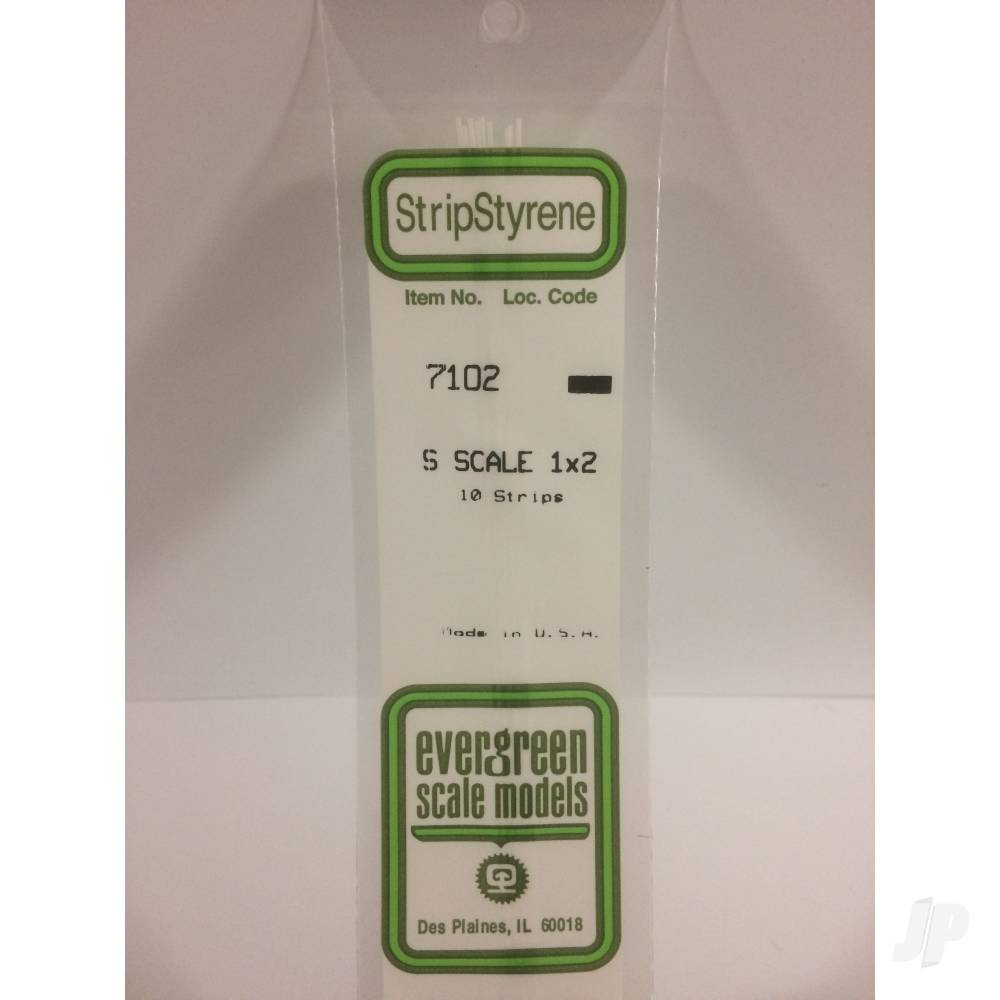 StripStyrene
Item No. Loc. Code
7102
S SCALE 1x2
10 Strips
Made in U.S.A.
evergreen
scale models
Des Plaines, IL 60018
JP